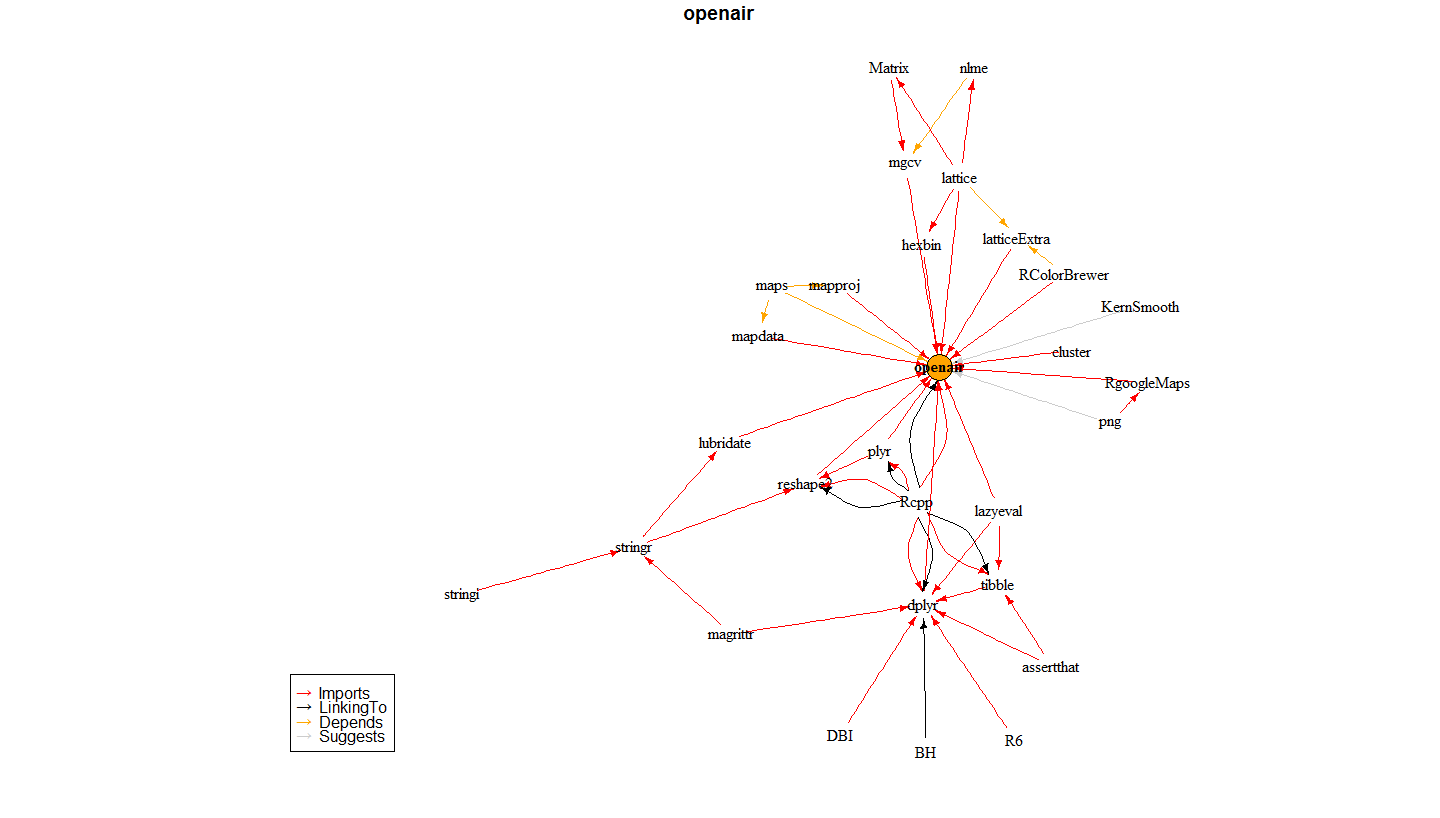 openair
Matrix
nlme
mgcv
lattice
hexbin
latticeExtra
RColorBrewer
maps
mapproj
KernSmooth
mapdata
cluster
openair
RgoogleMaps
png
lubridate
plyr
reshape2
Rcpp
lazyeval
stringr
stringi
tibble
dplyr
magrittr
assertthat
DBI
BH
R6
→ Imports
→ LinkingTo
→ Depends
→ Suggests